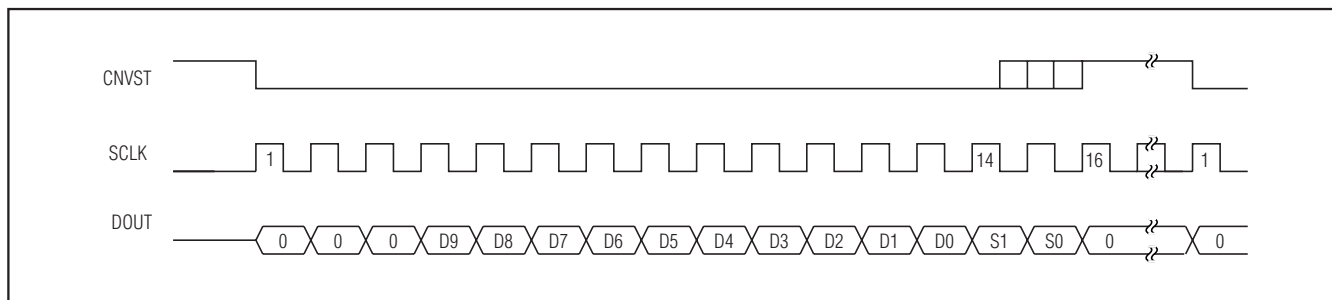 CNVST
SCLK 1 14 16 1
DOUT 0 0 0 D9 D8 D7 D6 D5 D4 D3 D2 D1 D0 S1 S0 0 0